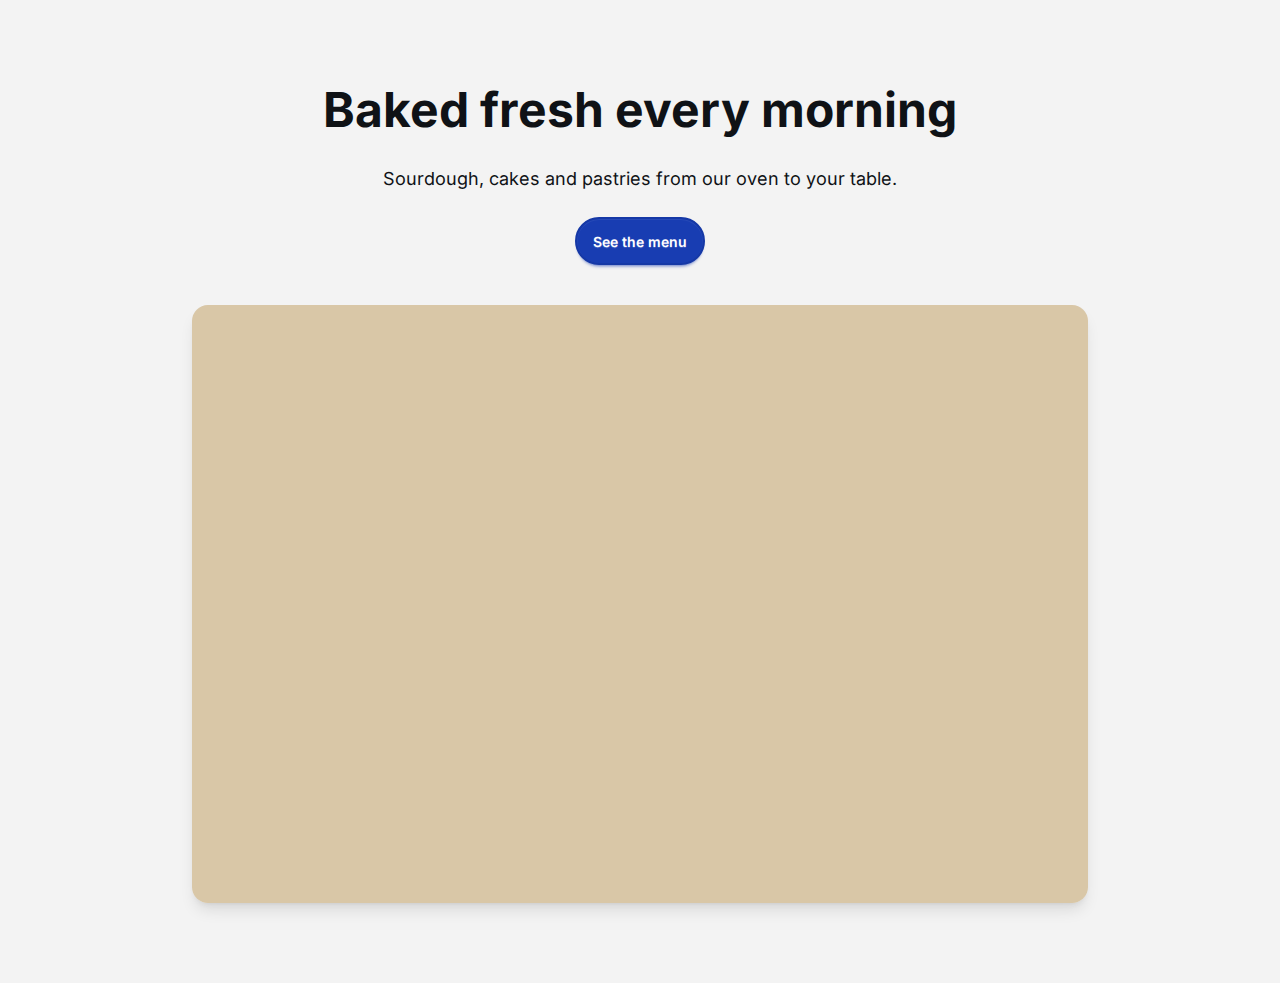 Baked fresh every morning
Sourdough, cakes and pastries from our oven to your table.
See the menu